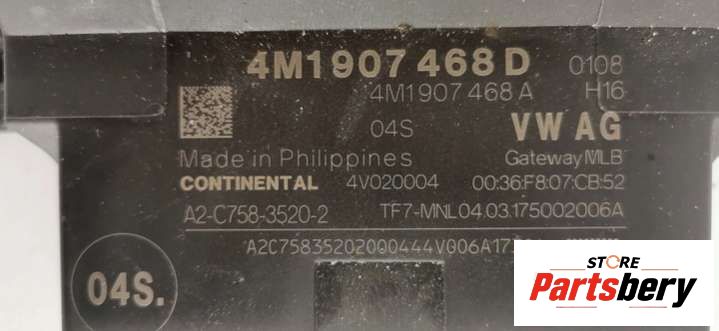 4M1907468D 0108
4M1907468A H16
04S VW AG
Made in Philippines Gateway MLB
CONTINENTAL 4V020004 00:36:F8:07:CB:52
A2-C758-3520-2 TF7-MNL04.03.175002006A
04S.
STORE
Partsbery